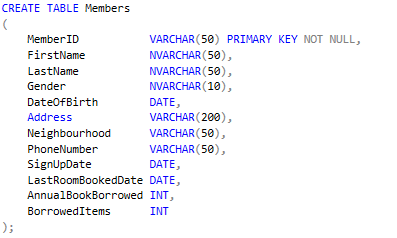 CREATE TABLE Members
(
MemberID VARCHAR(50) PRIMARY KEY NOT NULL,
FirstName NVARCHAR(50),
LastName NVARCHAR(50),
Gender NVARCHAR(10),
DateOfBirth DATE,
Address VARCHAR(200),
Neighbourhood VARCHAR(50),
PhoneNumber VARCHAR(50),
SignUpDate DATE,
LastRoomBookedDate DATE,
AnnualBookBorrowed INT,
BorrowedItems INT
);